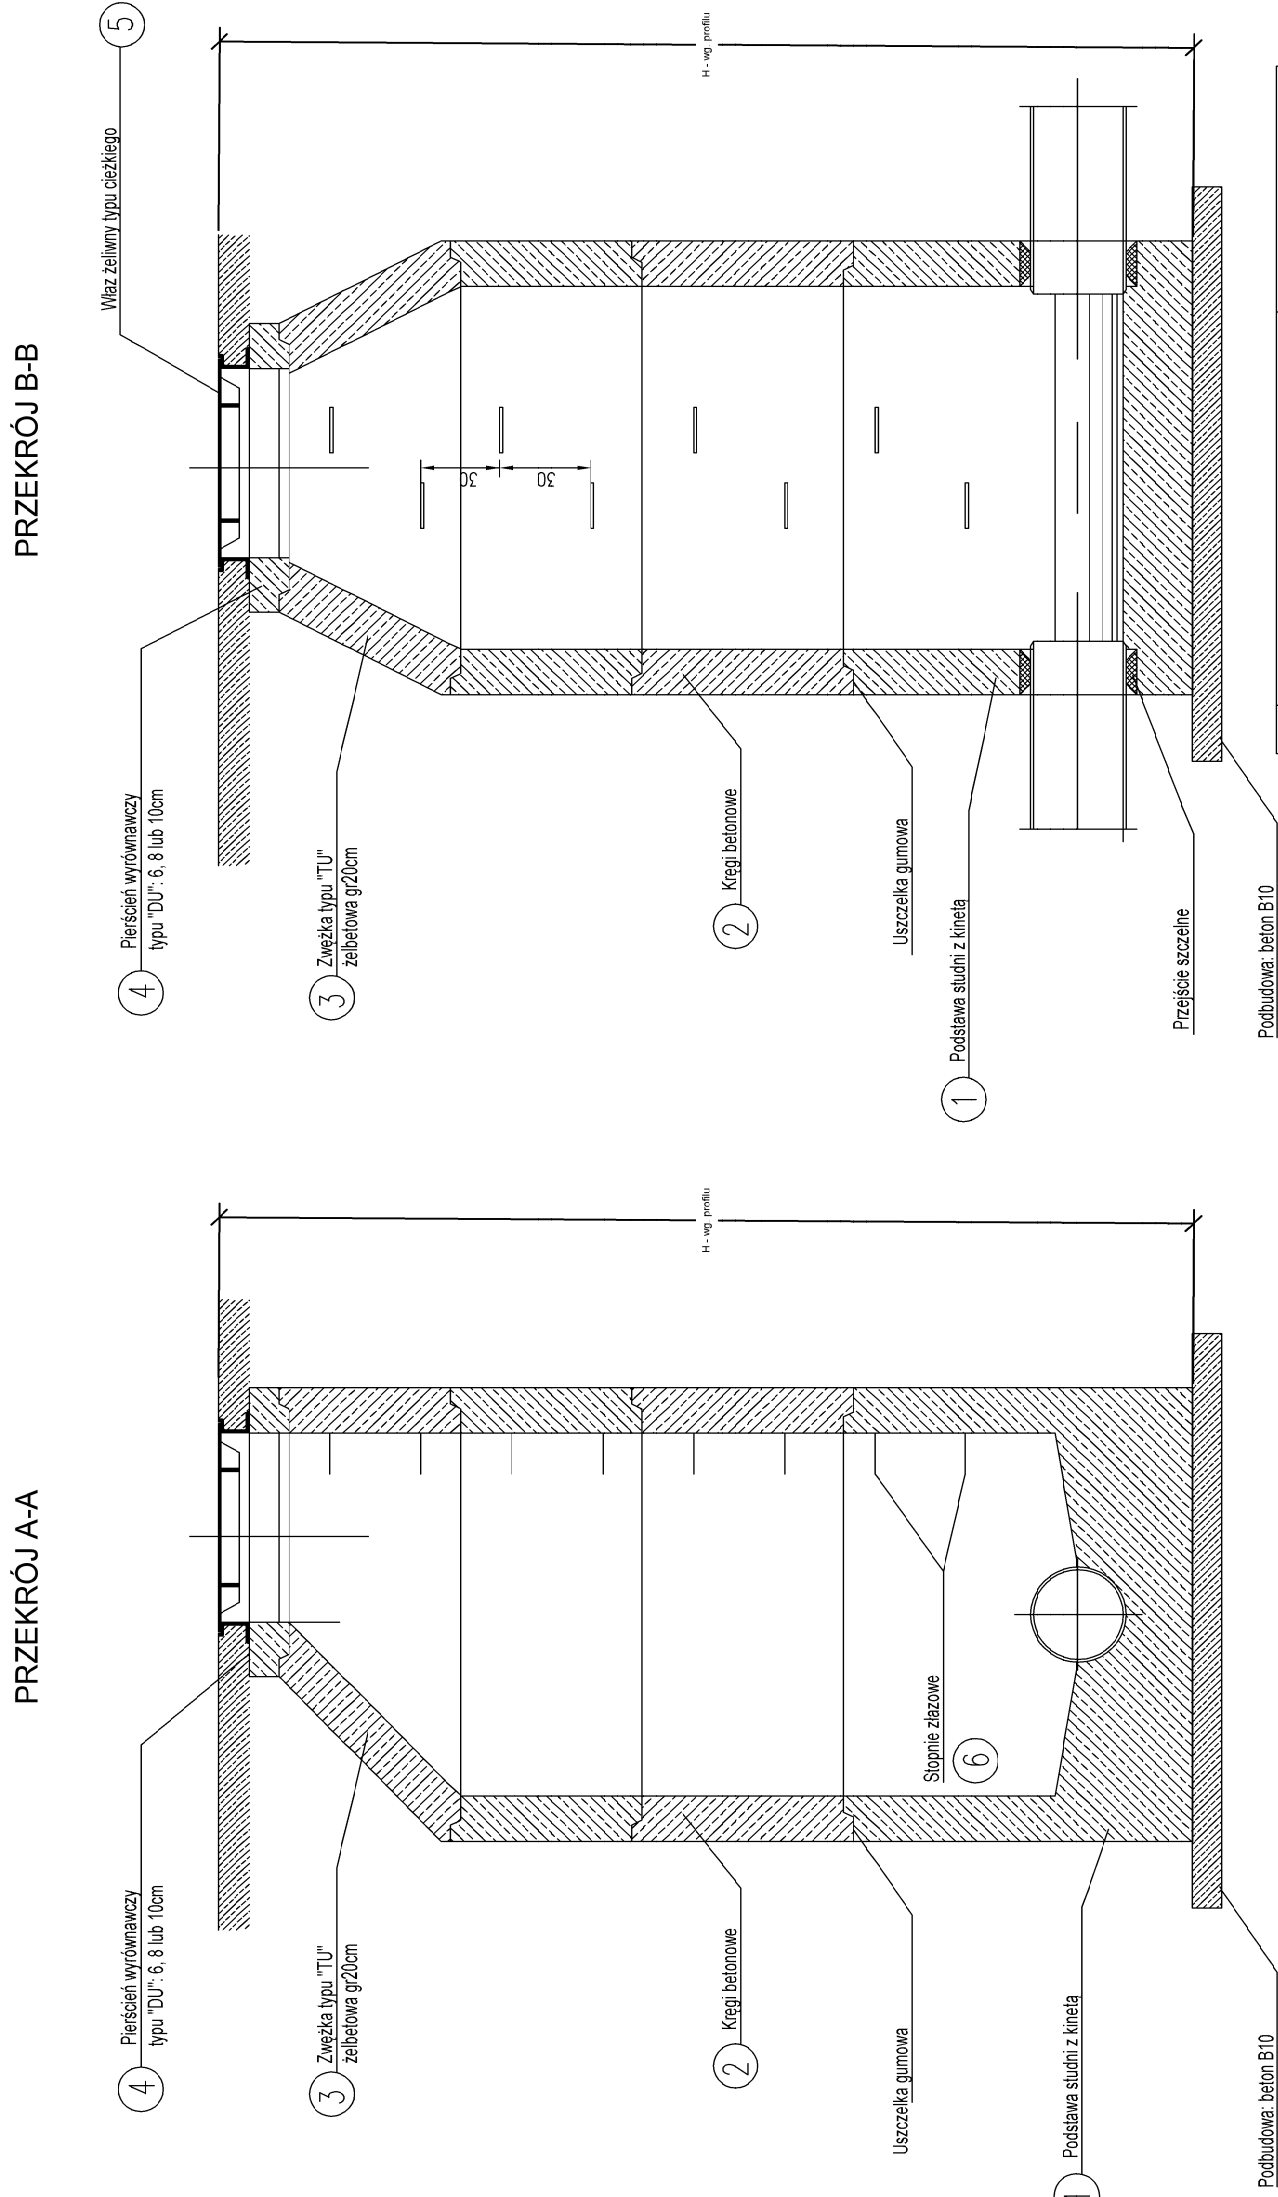 PRZEKRÓJ A-A
4
Pierścień wyrównawczy
typu "DU": 6, 8 lub 10cm
3
Zwężka typu "TU"
żelbetowa gr20cm
2
Kręgi betonowe
Uszczelka gumowa
1
Podstawa studni z kinetą
Podbudowa: beton B10
Stopnie złazowe
6
H - wg. profilu
PRZEKRÓJ B-B
4
Pierścień wyrównawczy
typu "DU": 6, 8 lub 10cm
3
Zwężka typu "TU"
żelbetowa gr20cm
2
Kręgi betonowe
Uszczelka gumowa
1
Podstawa studni z kinetą
Przejście szczelne
Podbudowa: beton B10
30
30
Właz żeliwny typu cieżkiego
5
H - wg. profilu